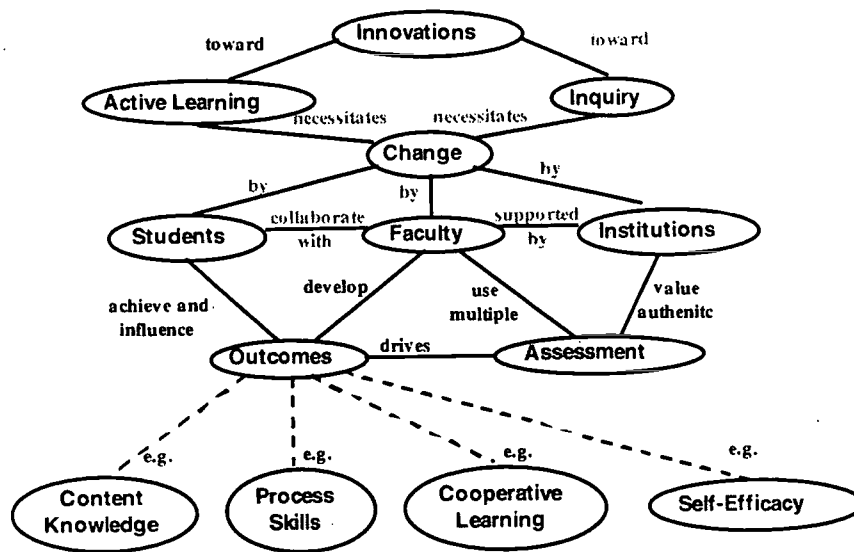 Innovations
toward
toward
Active Learning
Inquiry
necessitates
necessitates
Change
by
by
by
Students
collaborate
with
Faculty
supported
by
Institutions
achieve and
influence
develop
use
multiple
value
authenitc
Outcomes
drives
Assessment
e.g.
e.g.
e.g.
e.g.
Content
Knowledge
Process
Skills
Cooperative
Learning
Self-Efficacy